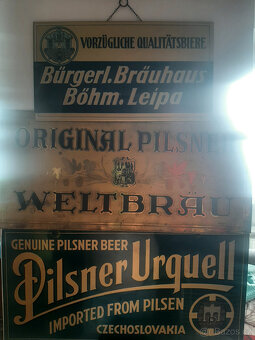 VORZÜGLICHE QUALITÄTSBIERE
Bürgerl. Bräuhaus
Böhm. Leipa
ORIGINAL PILSNER
WELTBRÄU
GENUINE PILSNER BEER
Pilsner Urquell
IMPORTED FROM PILSEN
CZECHOSLOVAKIA